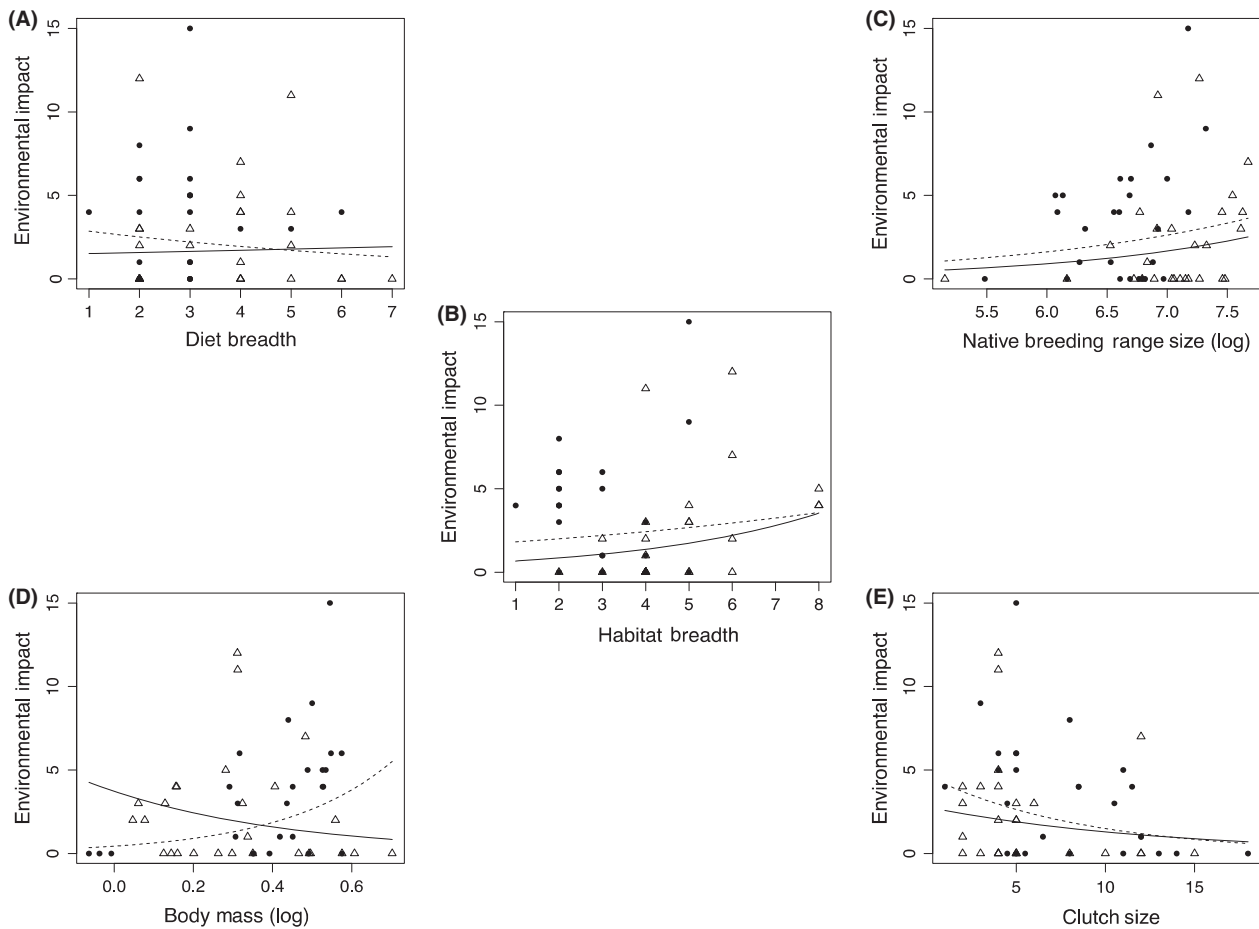 (A)
Environmental impact
0 5 10 15
1 2 3 4 5 6 7
Diet breadth
(C)
Environmental impact
0 5 10 15
5.5 6.0 6.5 7.0 7.5
Native breeding range size (log)
(B)
Environmental impact
0 5 10 15
1 2 3 4 5 6 7 8
Habitat breadth
(D)
Environmental impact
0 5 10 15
0.0 0.2 0.4 0.6
Body mass (log)
(E)
Environmental impact
0 5 10 15
5 10 15
Clutch size